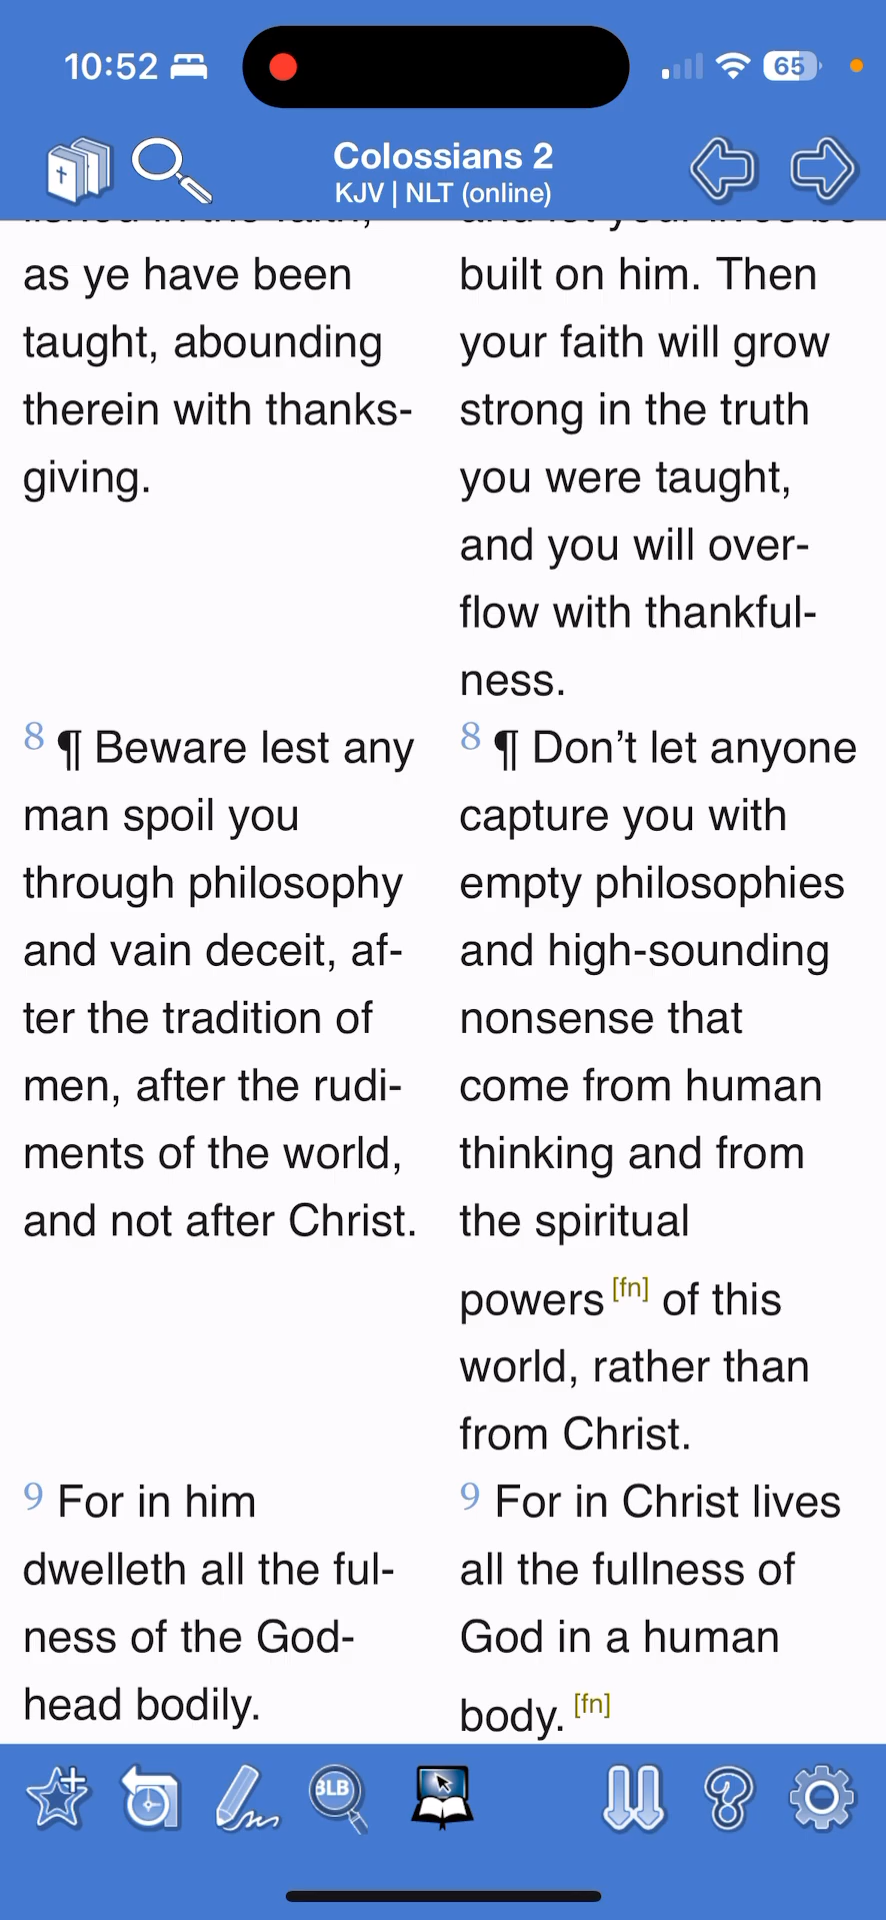 10:52
65
Colossians 2
KJV | NLT (online)
as ye have been
taught, abounding
therein with thanks-
giving.
built on him. Then
your faith will grow
strong in the truth
you were taught,
and you will over-
flow with thankful-
ness.
8 ¶ Beware lest any
man spoil you
through philosophy
and vain deceit, af-
ter the tradition of
men, after the rudi-
ments of the world,
and not after Christ.
8 ¶ Don’t let anyone
capture you with
empty philosophies
and high-sounding
nonsense that
come from human
thinking and from
the spiritual
powers [fn] of this
world, rather than
from Christ.
9 For in him
dwelleth all the ful-
ness of the God-
head bodily.
9 For in Christ lives
all the fullness of
God in a human
body. [fn]
BLB